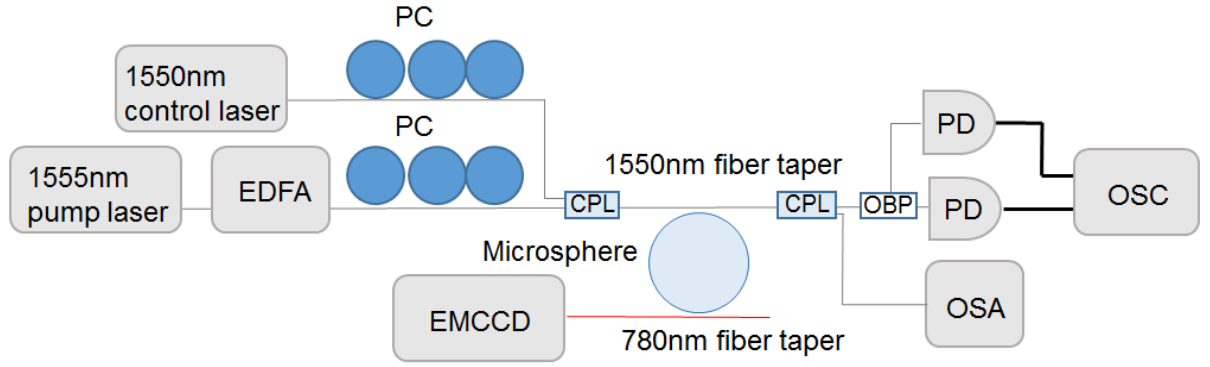 PC
1550nm
control laser
PC
1555nm
pump laser
EDFA
1550nm fiber taper
CPL
CPL
OBP
PD
PD
OSC
Microsphere
EMCCD
780nm fiber taper
OSA